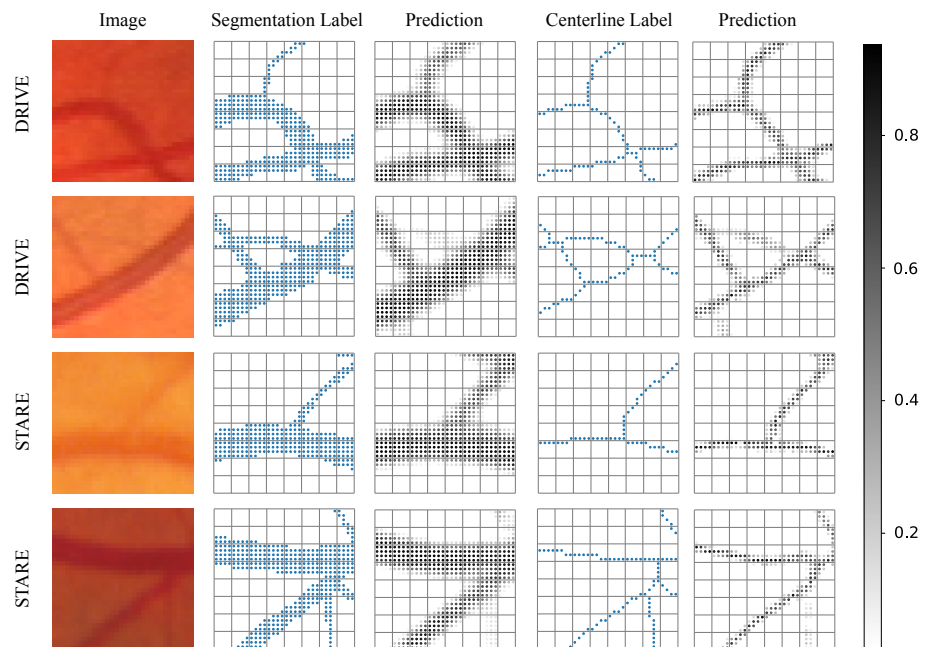 Image Segmentation Label Prediction Centerline Label Prediction
DRIVE
0.8
DRIVE
0.6
STARE
0.4
STARE
0.2